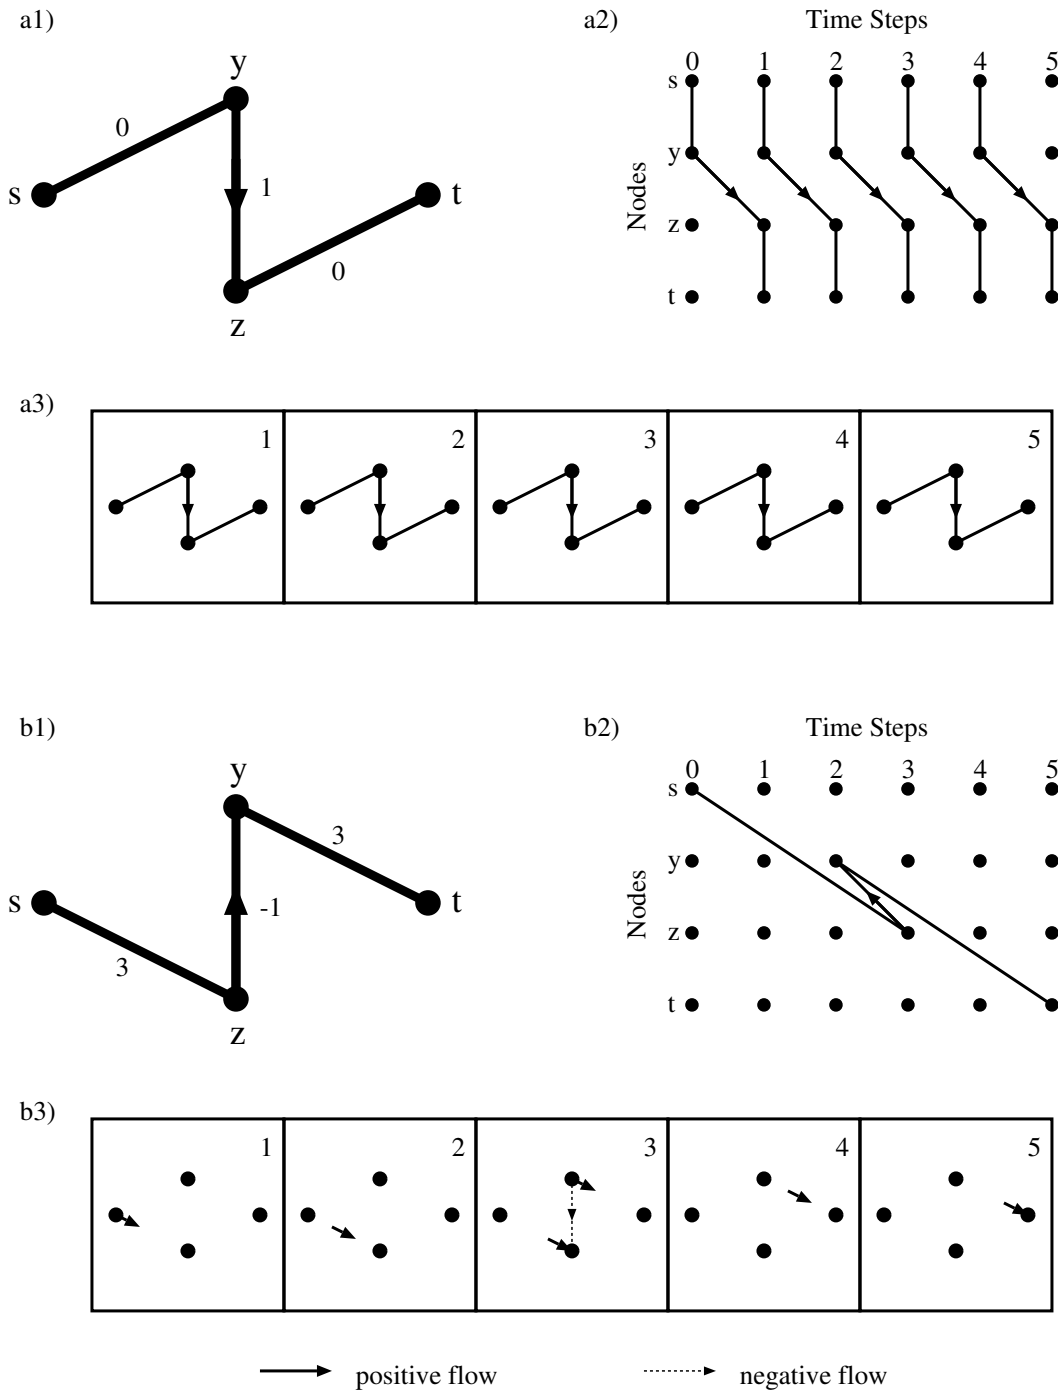 a1)
y
0
s
1
t
0
z
a2)
Time Steps
0 1 2 3 4 5
s
y
Nodes
z
t
a3)
1 2 3 4 5
b1)
y
3
s
-1
t
3
z
b2)
Time Steps
0 1 2 3 4 5
s
y
Nodes
z
t
b3)
1 2 3 4 5
positive flow
negative flow